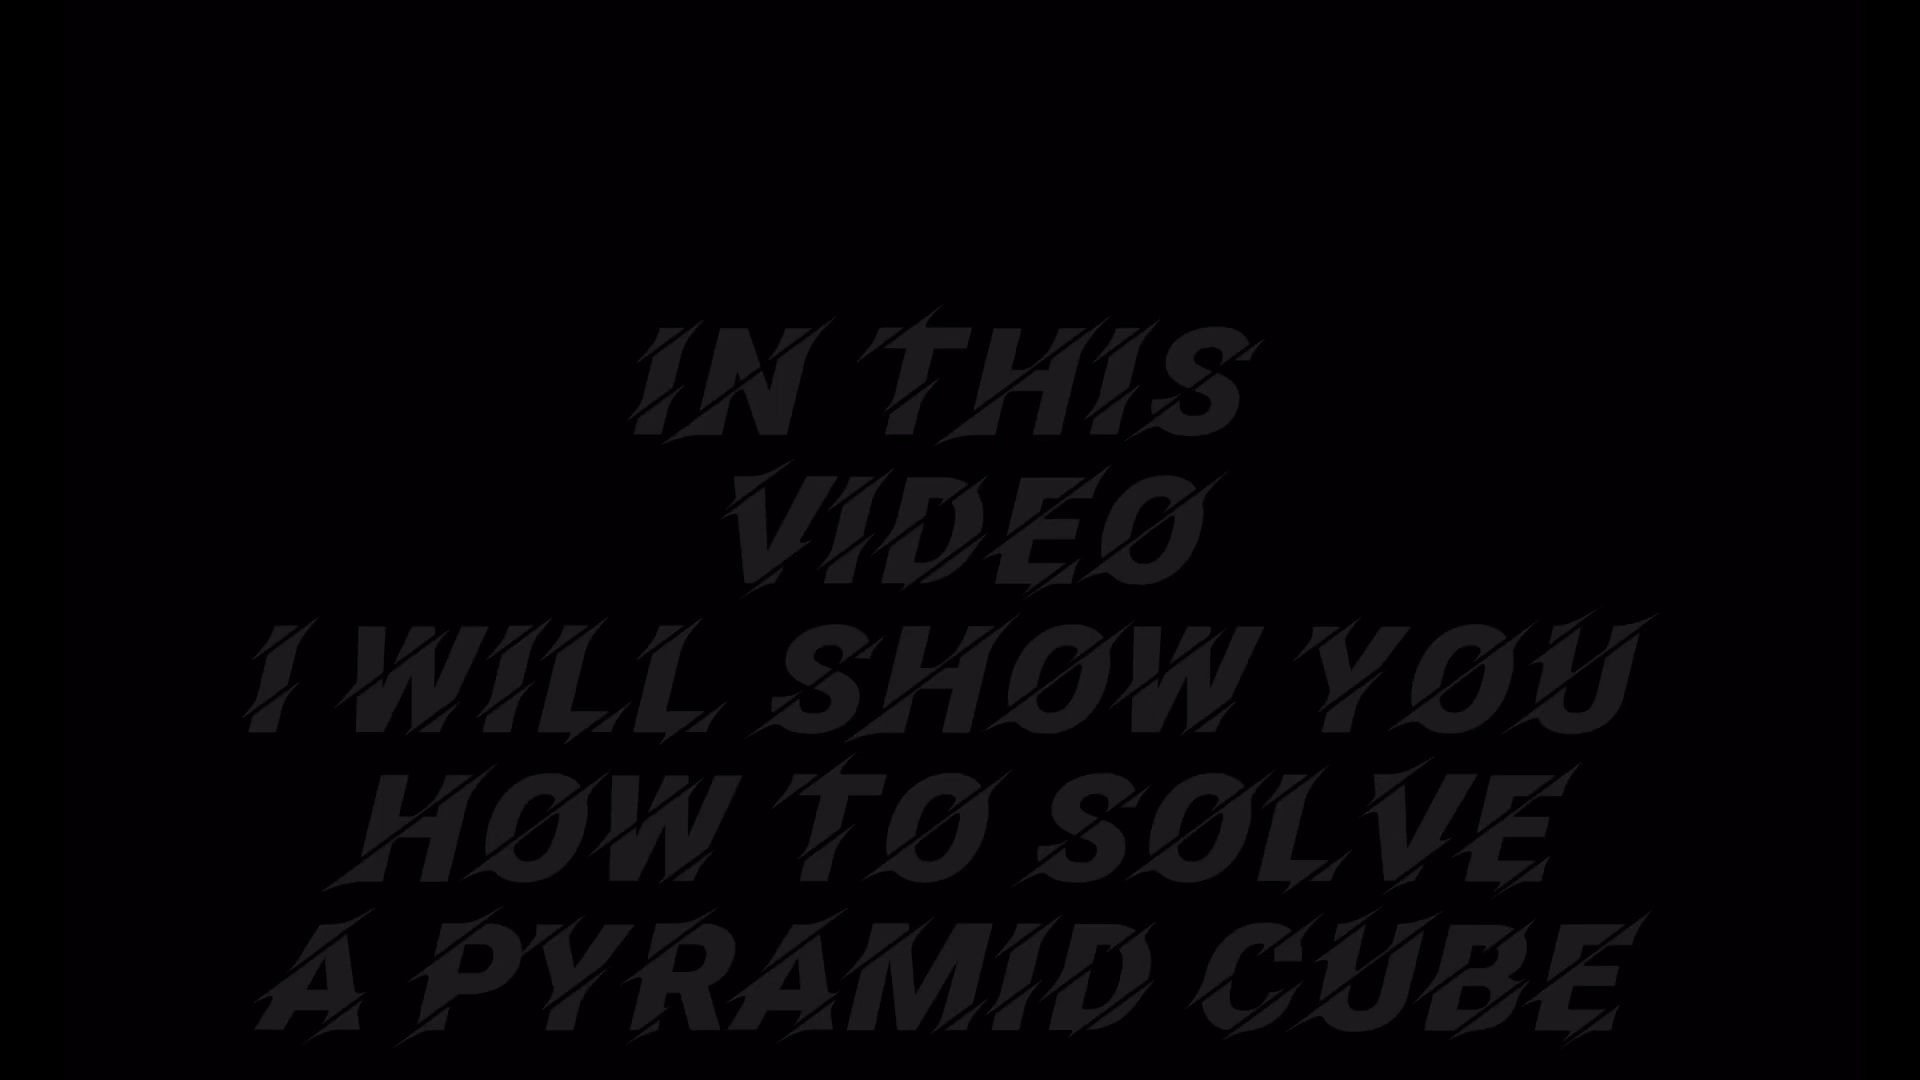 IN THIS
VIDEO
I WILL SHOW YOU
HOW TO SOLVE
A PYRAMID CUBE